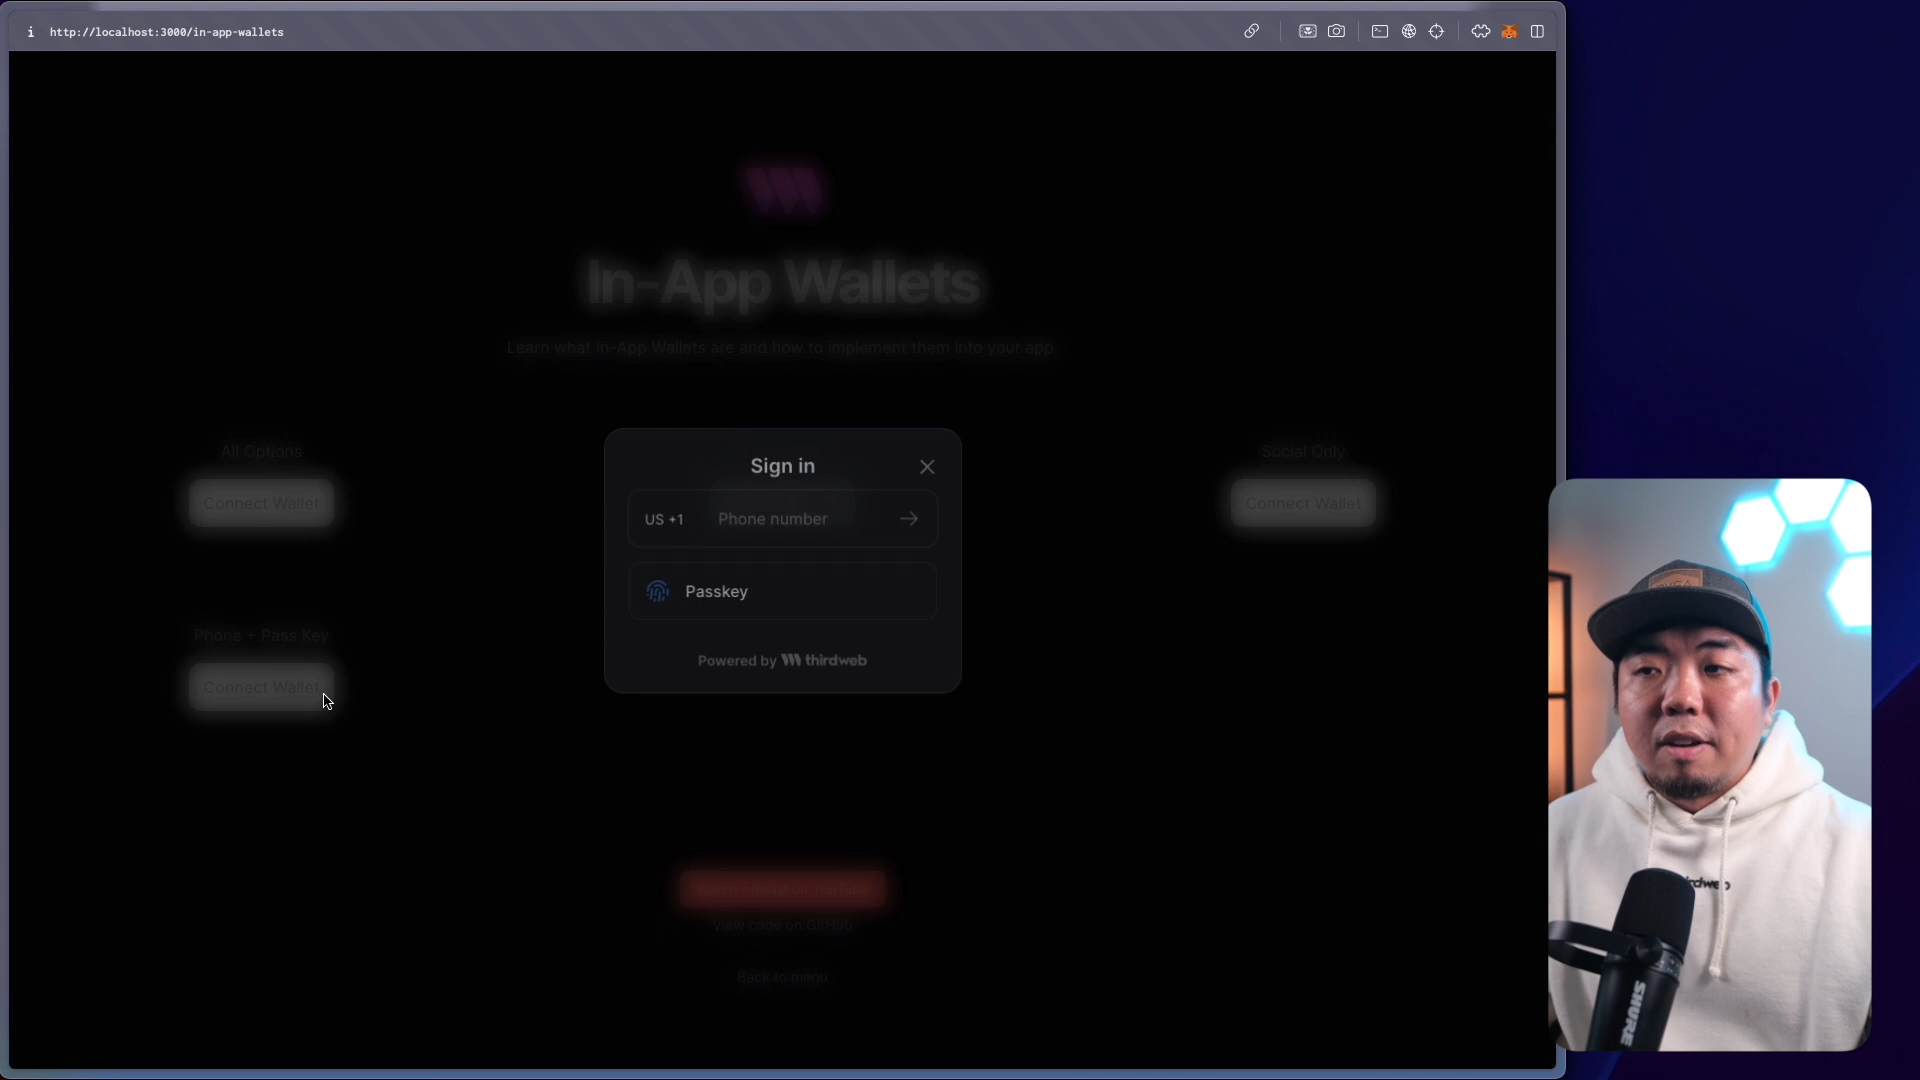 http://localhost:3000/in-app-wallets
In-App Wallets
Learn what In-App Wallets are and how to implement them into your app.
All Options
Connect Wallet
Social Only
Connect Wallet
Sign in
US +1
Phone number
Passkey
Powered by thirdweb
Phone + Pass Key
Connect Wallet
View code on GitHub
Back to menu
SHURE